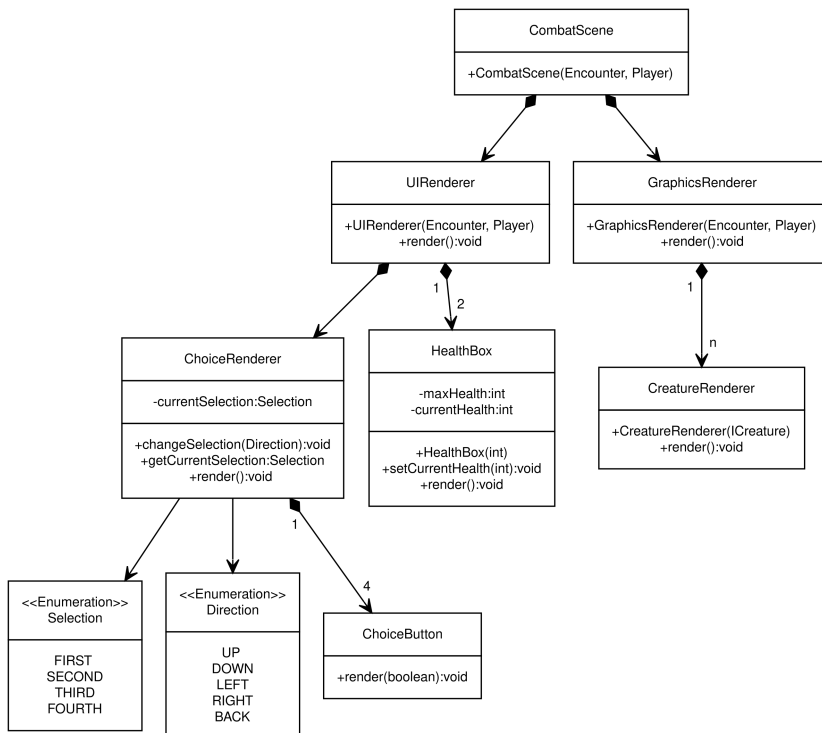 CombatScene
+CombatScene(Encounter, Player)
UIRenderer
+UIRenderer(Encounter, Player)
+render():void
GraphicsRenderer
+GraphicsRenderer(Encounter, Player)
+render():void
1
2
1
n
ChoiceRenderer
-currentSelection:Selection
+changeSelection(Direction):void
+getCurrentSelection:Selection
+render():void
HealthBox
-maxHealth:int
-currentHealth:int
+HealthBox(int)
+setCurrentHealth(int):void
+render():void
CreatureRenderer
+CreatureRenderer(ICreature)
+render():void
1
4
<<Enumeration>>
Selection
FIRST
SECOND
THIRD
FOURTH
<<Enumeration>>
Direction
UP
DOWN
LEFT
RIGHT
BACK
ChoiceButton
+render(boolean):void